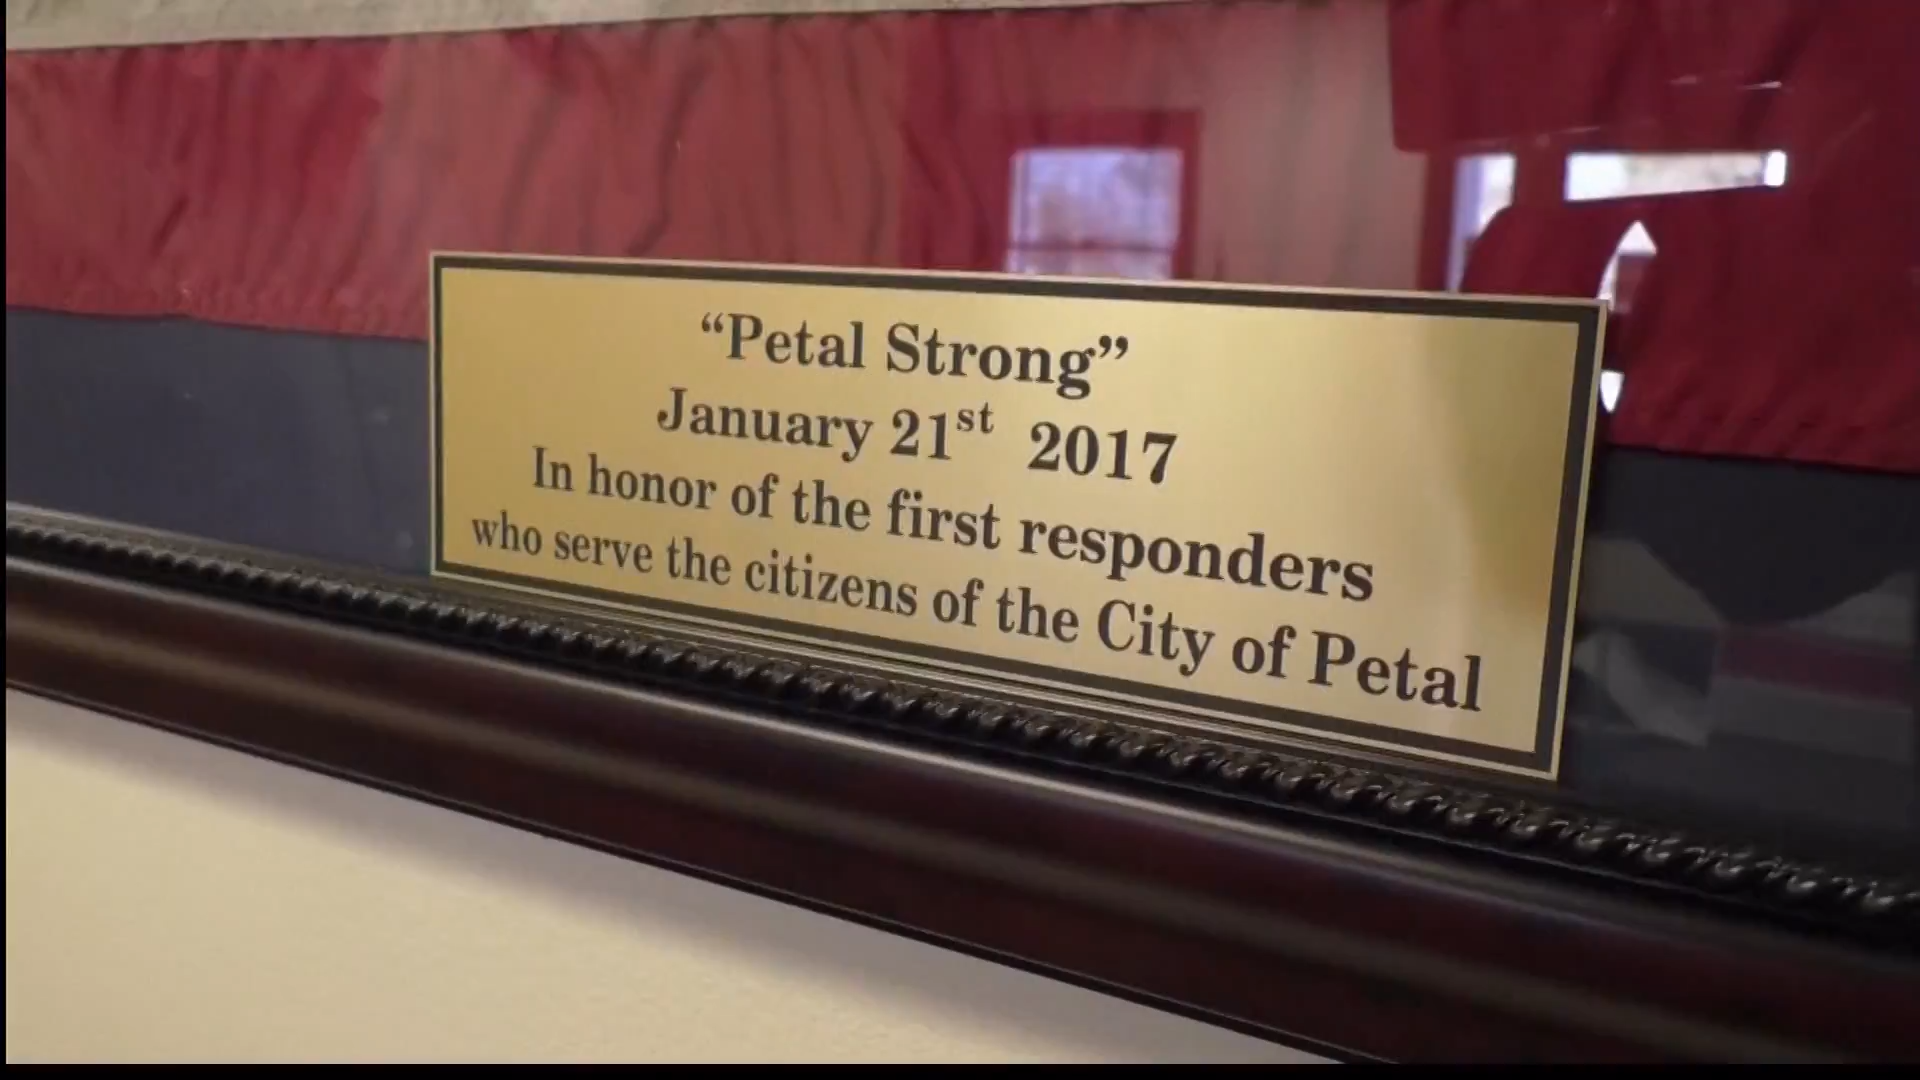 “Petal Strong”
January 21st 2017
In honor of the first responders
who serve the citizens of the City of Petal